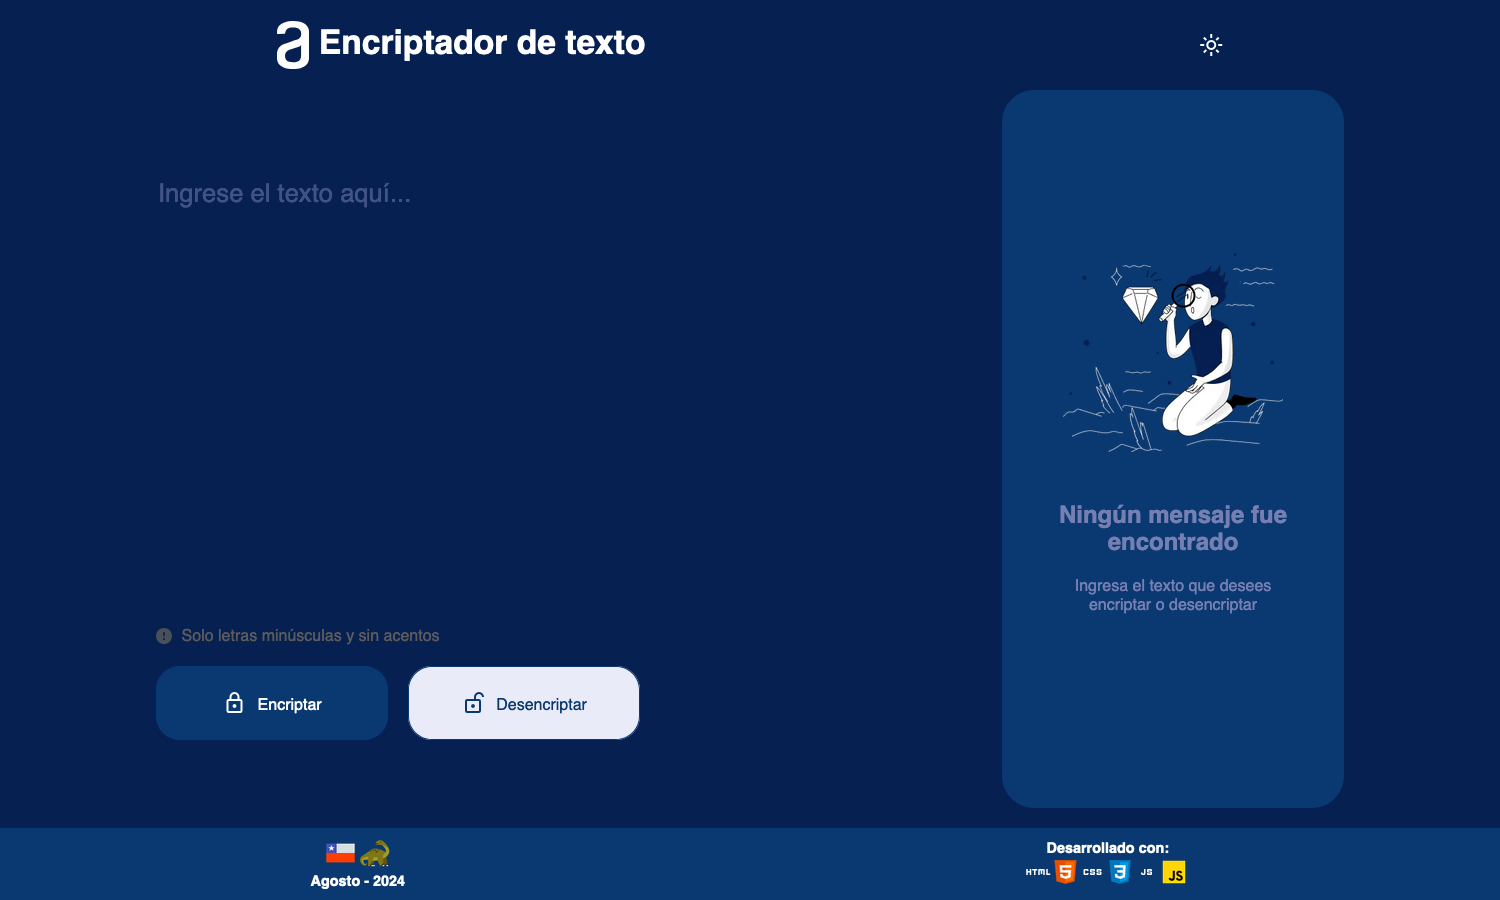 Encriptador de texto
Ingrese el texto aquí...
Solo letras minúsculas y sin acentos
Encriptar
Desencriptar
Ningún mensaje fue
encontrado
Ingresa el texto que desees
encriptar o desencriptar
Agosto - 2024
Desarrollado con:
HTML 5 CSS 3 JS JS